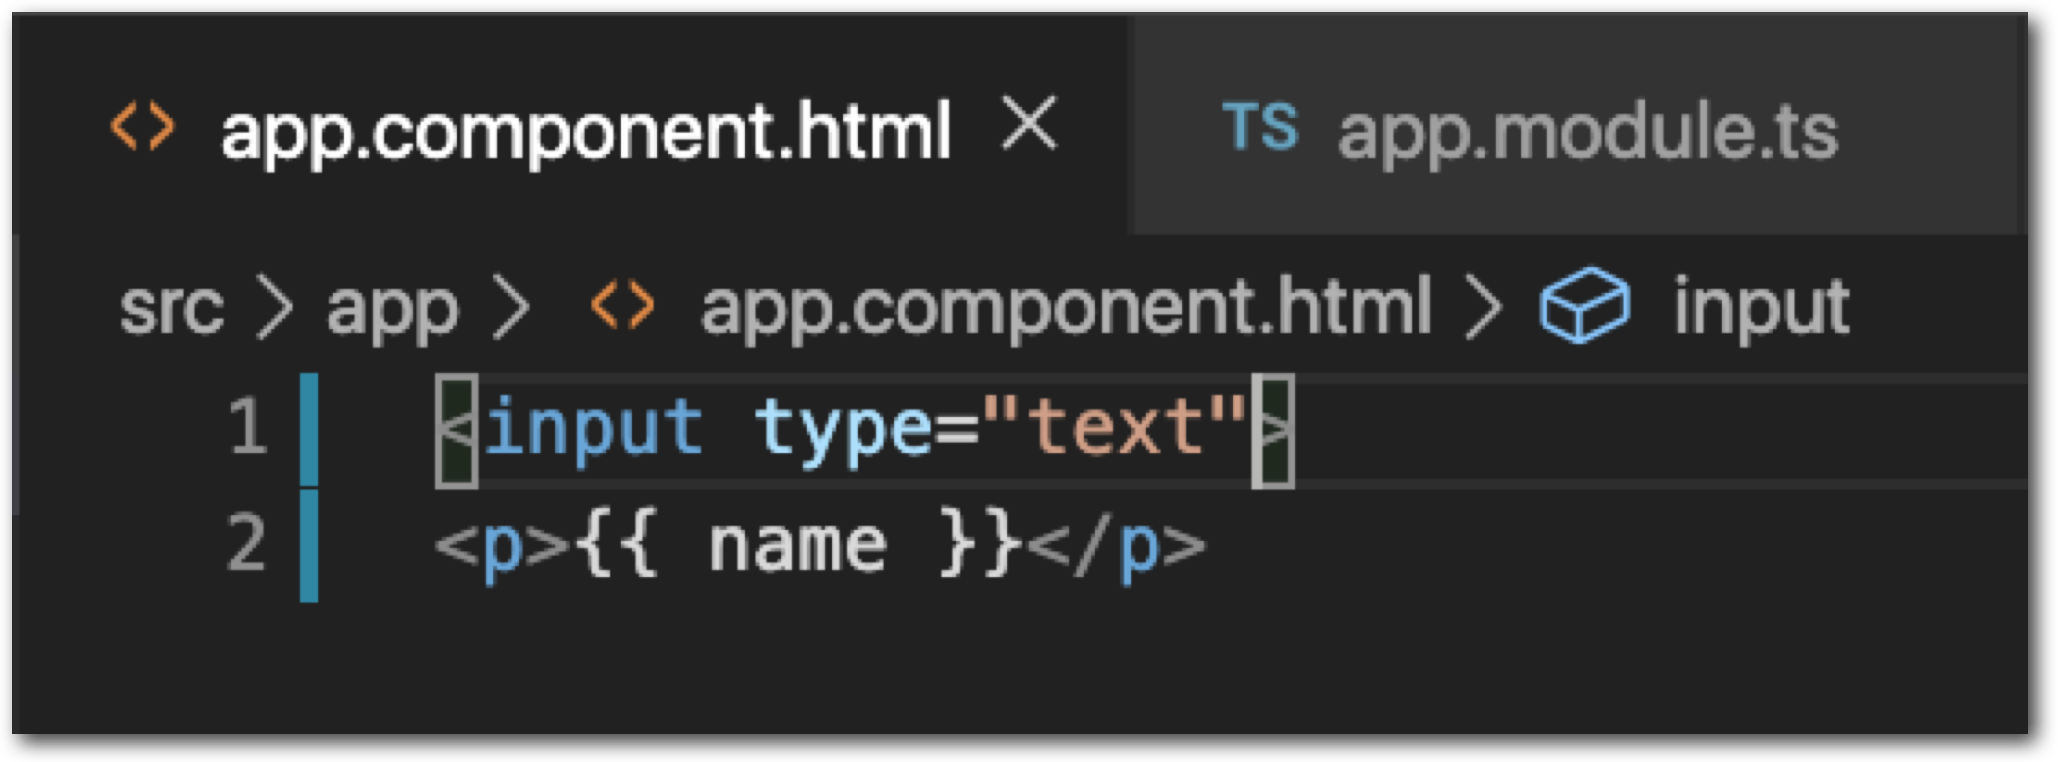 app.component.html TS app.module.ts
src app app.component.html input
1 <input type="text">
2 <p>{{ name }}</p>